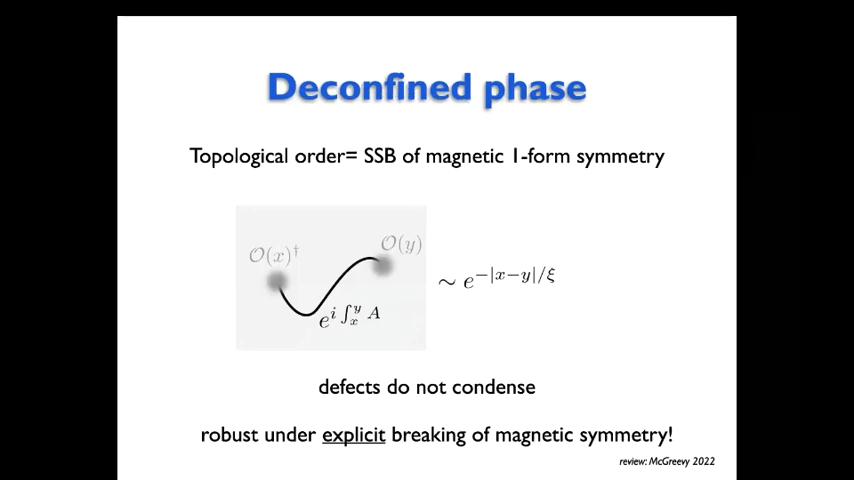 Deconfined phase
Topological order= SSB of magnetic 1-form symmetry
𝒪(x)† 𝒪(y)
e^{i ∫_x^y A} ∼ e^{−|x−y|/ξ}
defects do not condense
robust under explicit breaking of magnetic symmetry!
review: McGreevy 2022